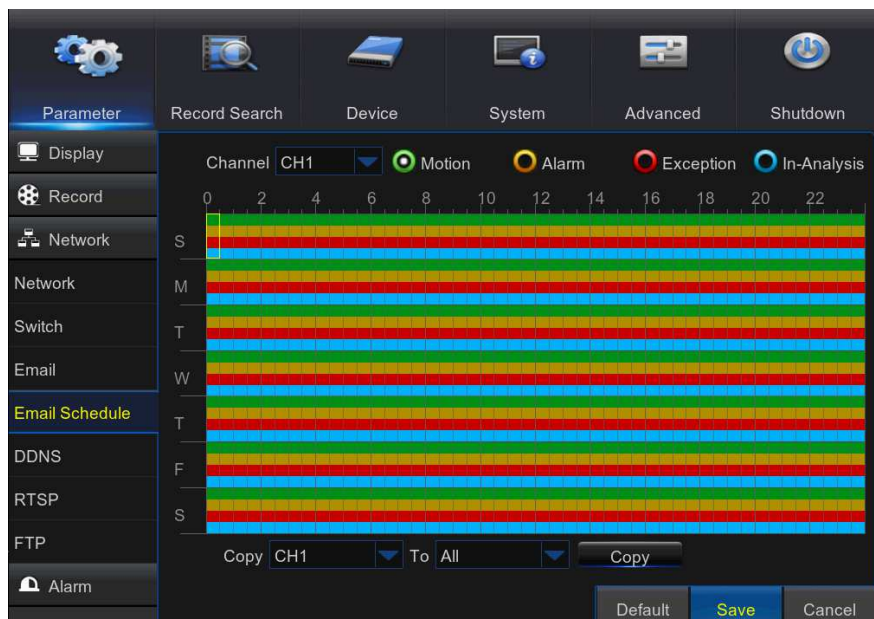 Parameter Record Search Device System Advanced Shutdown
Display
Record
Network
Network
Switch
Email
Email Schedule
DDNS
RTSP
FTP
Alarm
Channel CH1 Motion Alarm Exception In-Analysis
0 2 4 6 8 10 12 14 16 18 20 22
S
M
T
W
T
F
S
Copy CH1 To All Copy
Default Save Cancel